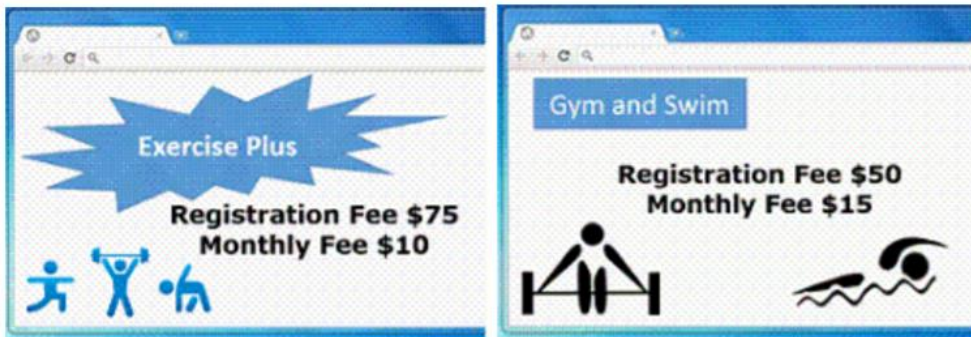 Exercise Plus
Registration Fee $75
Monthly Fee $10
Gym and Swim
Registration Fee $50
Monthly Fee $15